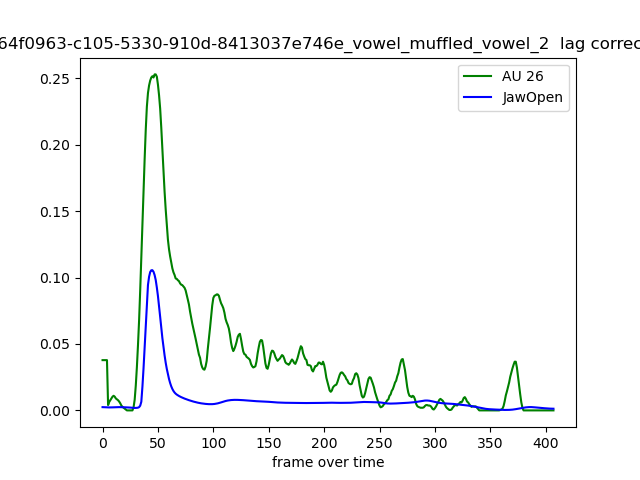 64f0963-c105-5330-910d-8413037e746e_vowel_muffled_vowel_2 lag correc
AU 26
JawOpen
0.25
0.20
0.15
0.10
0.05
0.00
0 50 100 150 200 250 300 350 400
frame over time